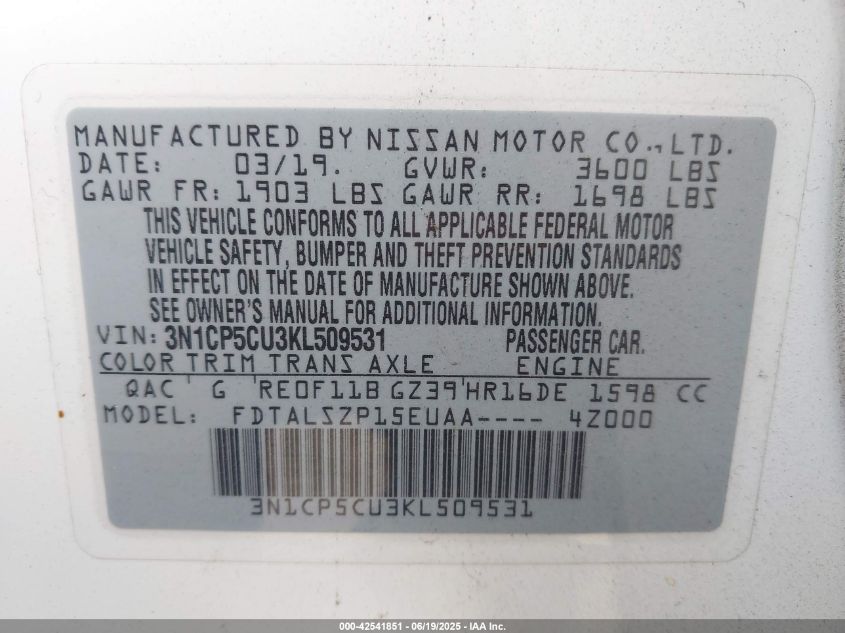 MANUFACTURED BY NISSAN MOTOR CO., LTD.
DATE: 03/19. GVWR: 3600 LBS
GAWR FR: 1903 LBS GAWR RR: 1698 LBS
THIS VEHICLE CONFORMS TO ALL APPLICABLE FEDERAL MOTOR
VEHICLE SAFETY, BUMPER AND THEFT PREVENTION STANDARDS
IN EFFECT ON THE DATE OF MANUFACTURE SHOWN ABOVE.
SEE OWNER'S MANUAL FOR ADDITIONAL INFORMATION.
VIN: 3N1CP5CU3KL509531 PASSENGER CAR.
COLOR TRIM TRANS AXLE ENGINE
QAC ' G ' RE0F11B GZ39 ' HR16DE 1598 CC
MODEL: FDTALSZP15EUAA---- 4Z000
3N1CP5CU3KL509531
000-42541851 - 06/19/2025 - IAA Inc.